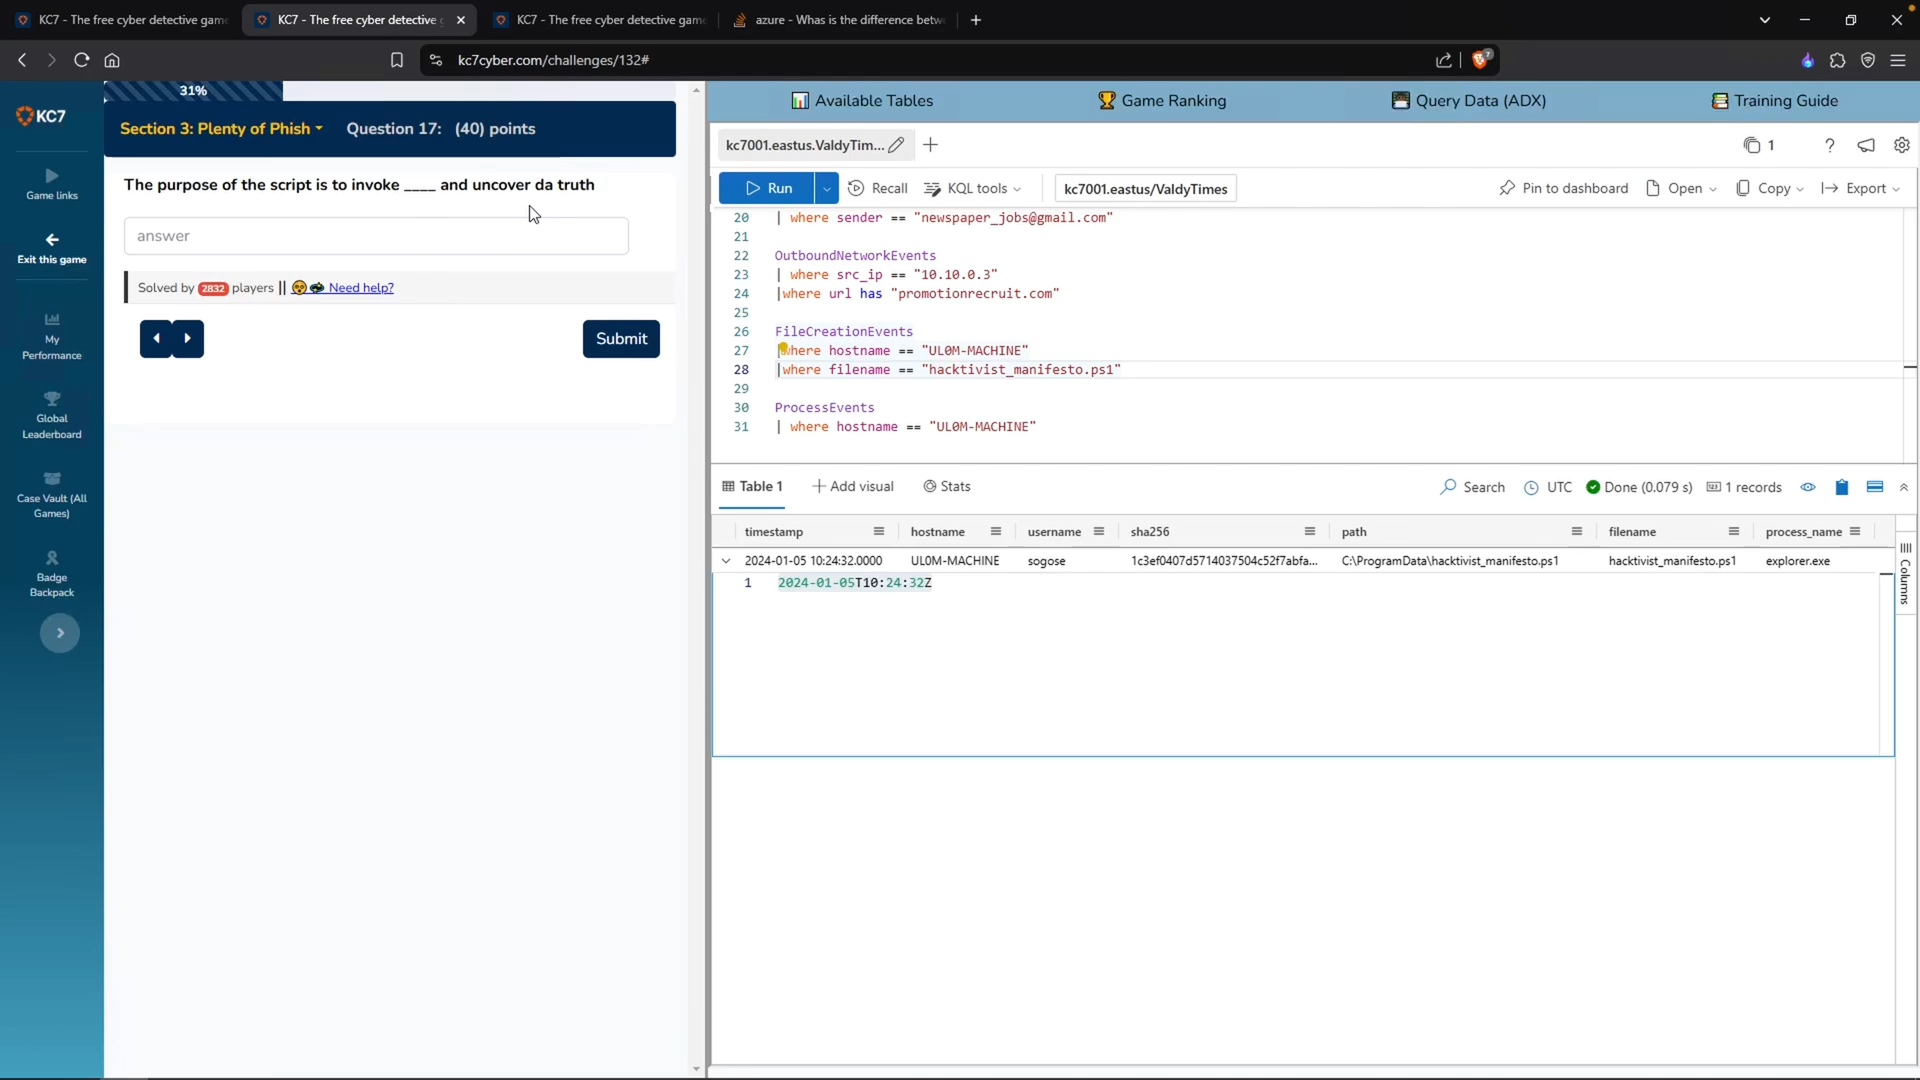 KC7 - The free cyber detective game
KC7 - The free cyber detective g
KC7 - The free cyber detective game
azure - Whas is the difference betw
kc7cyber.com/challenges/132#
7
KC7
Game links
Exit this game
My
Performance
Global
Leaderboard
Case Vault (All
Games)
Badge
Backpack
31%
Section 3: Plenty of Phish
Question 17: (40) points
The purpose of the script is to invoke ____ and uncover da truth
answer
Solved by 2832 players || Need help?
Submit
Available Tables
Game Ranking
Query Data (ADX)
Training Guide
kc7001.eastus.ValdyTim...
1
?
Run
Recall
KQL tools
kc7001.eastus/ValdyTimes
Pin to dashboard
Open
Copy
Export
20 | where sender == "newspaper_jobs@gmail.com"
21
22 OutboundNetworkEvents
23 | where src_ip == "10.10.0.3"
24 |where url has "promotionrecruit.com"
25
26 FileCreationEvents
27 |where hostname == "UL0M-MACHINE"
28 |where filename == "hacktivist_manifesto.ps1"
29
30 ProcessEvents
31 | where hostname == "UL0M-MACHINE"
Table 1
Add visual
Stats
Search
UTC
Done (0.079 s)
1 records
timestamp hostname username sha256 path filename process_name
2024-01-05 10:24:32.0000 UL0M-MACHINE sogose 1c3ef0407d5714037504c52f7abfa... C:\ProgramData\hacktivist_manifesto.ps1 hacktivist_manifesto.ps1 explorer.exe
1 2024-01-05T10:24:32Z
Columns